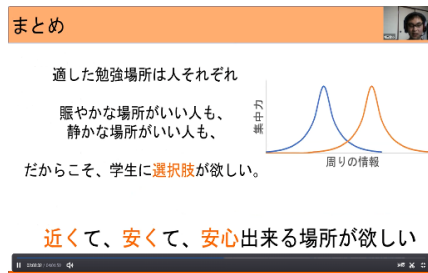 まとめ
適した勉強場所は人それぞれ
賑やかな場所がいい人も、
静かな場所がいい人も、
集中力
周りの情報
だからこそ、学生に選択肢が欲しい。
近くて、安くて、安心出来る場所が欲しい